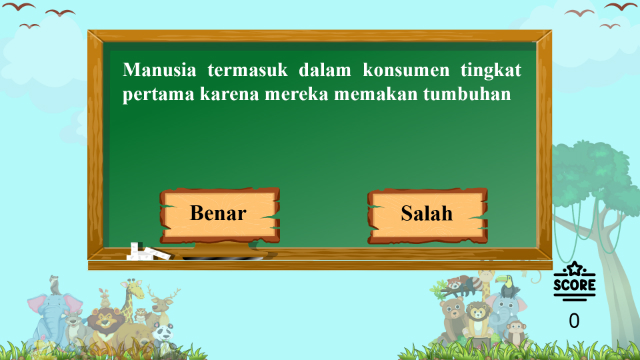 Manusia termasuk dalam konsumen tingkat
pertama karena mereka memakan tumbuhan
Benar
Salah
SCORE
0